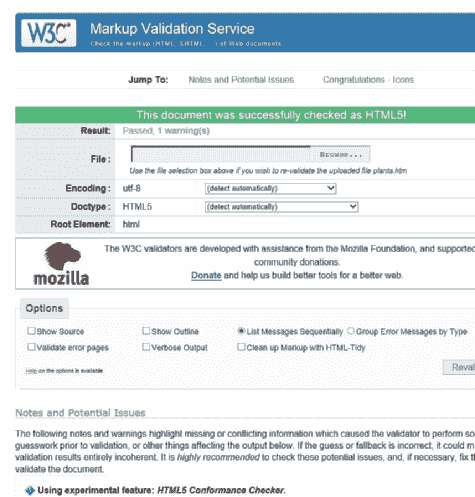 W3C Markup Validation Service
Check the markup (HTML, XHTML, ...) of Web documents
Jump To: Notes and Potential Issues Congratulations · Icons
This document was successfully checked as HTML5!
Result: Passed, 1 warning(s)
File : Browse...
Use the file selection box above if you wish to re-validate the uploaded file plants.htm
Encoding : utf-8 (detect automatically)
Doctype : HTML5 (detect automatically)
Root Element: html
mozilla
The W3C validators are developed with assistance from the Mozilla Foundation, and supported
community donations.
Donate and help us build better tools for a better web.
Options
Show Source Show Outline List Messages Sequentially Group Error Messages by Type
Validate error pages Verbose Output Clean up Markup with HTML-Tidy
Help on the options is available
Reval
Notes and Potential Issues
The following notes and warnings highlight missing or conflicting information which caused the validator to perform so
guesswork prior to validation, or other things affecting the output below. If the guess or fallback is incorrect, it could m
validation results entirely incoherent. It is highly recommended to check these potential issues, and, if necessary, fix th
validate the document.
Using experimental feature: HTML5 Conformance Checker.